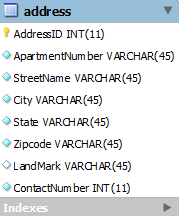 address
AddressID INT(11)
ApartmentNumber VARCHAR(45)
StreetName VARCHAR(45)
City VARCHAR(45)
State VARCHAR(45)
Zipcode VARCHAR(45)
LandMark VARCHAR(45)
ContactNumber INT(11)
Indexes